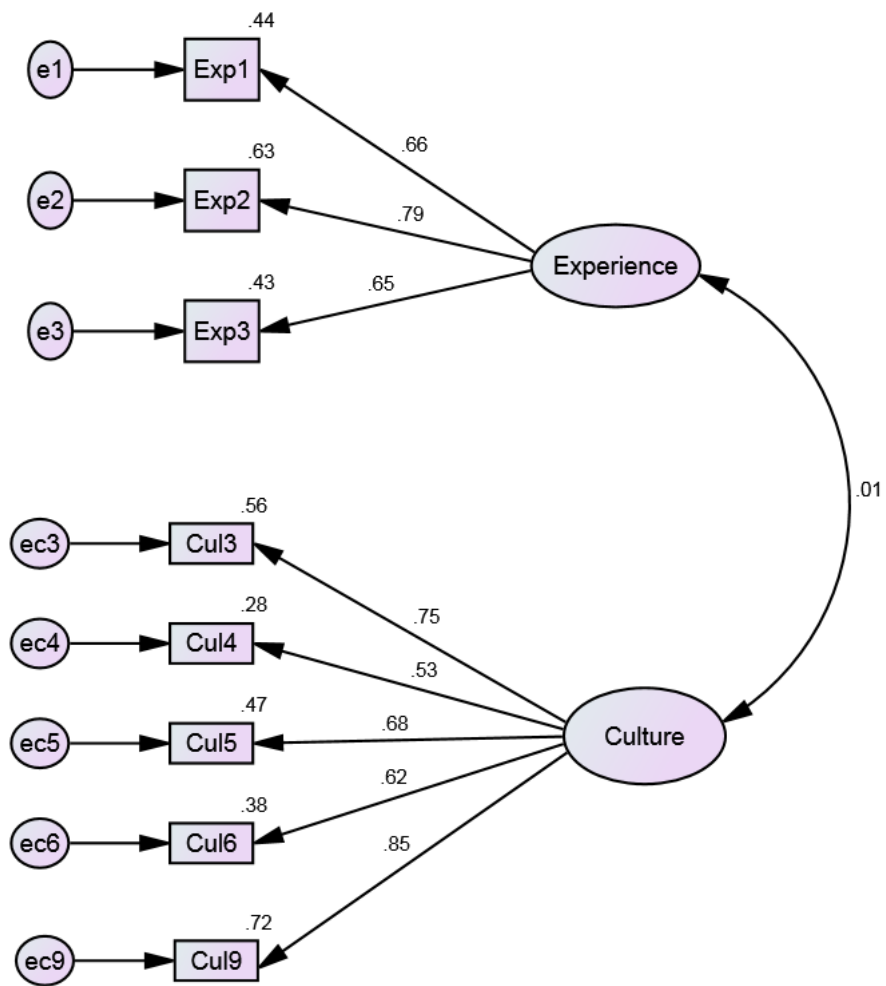 .44
e1
Exp1
.66
.63
e2
Exp2
.79
Experience
.43
.65
e3
Exp3
.01
.56
ec3
Cul3
.75
.28
ec4
Cul4
.53
.47
ec5
Cul5
.68
Culture
.62
.38
ec6
Cul6
.85
.72
ec9
Cul9